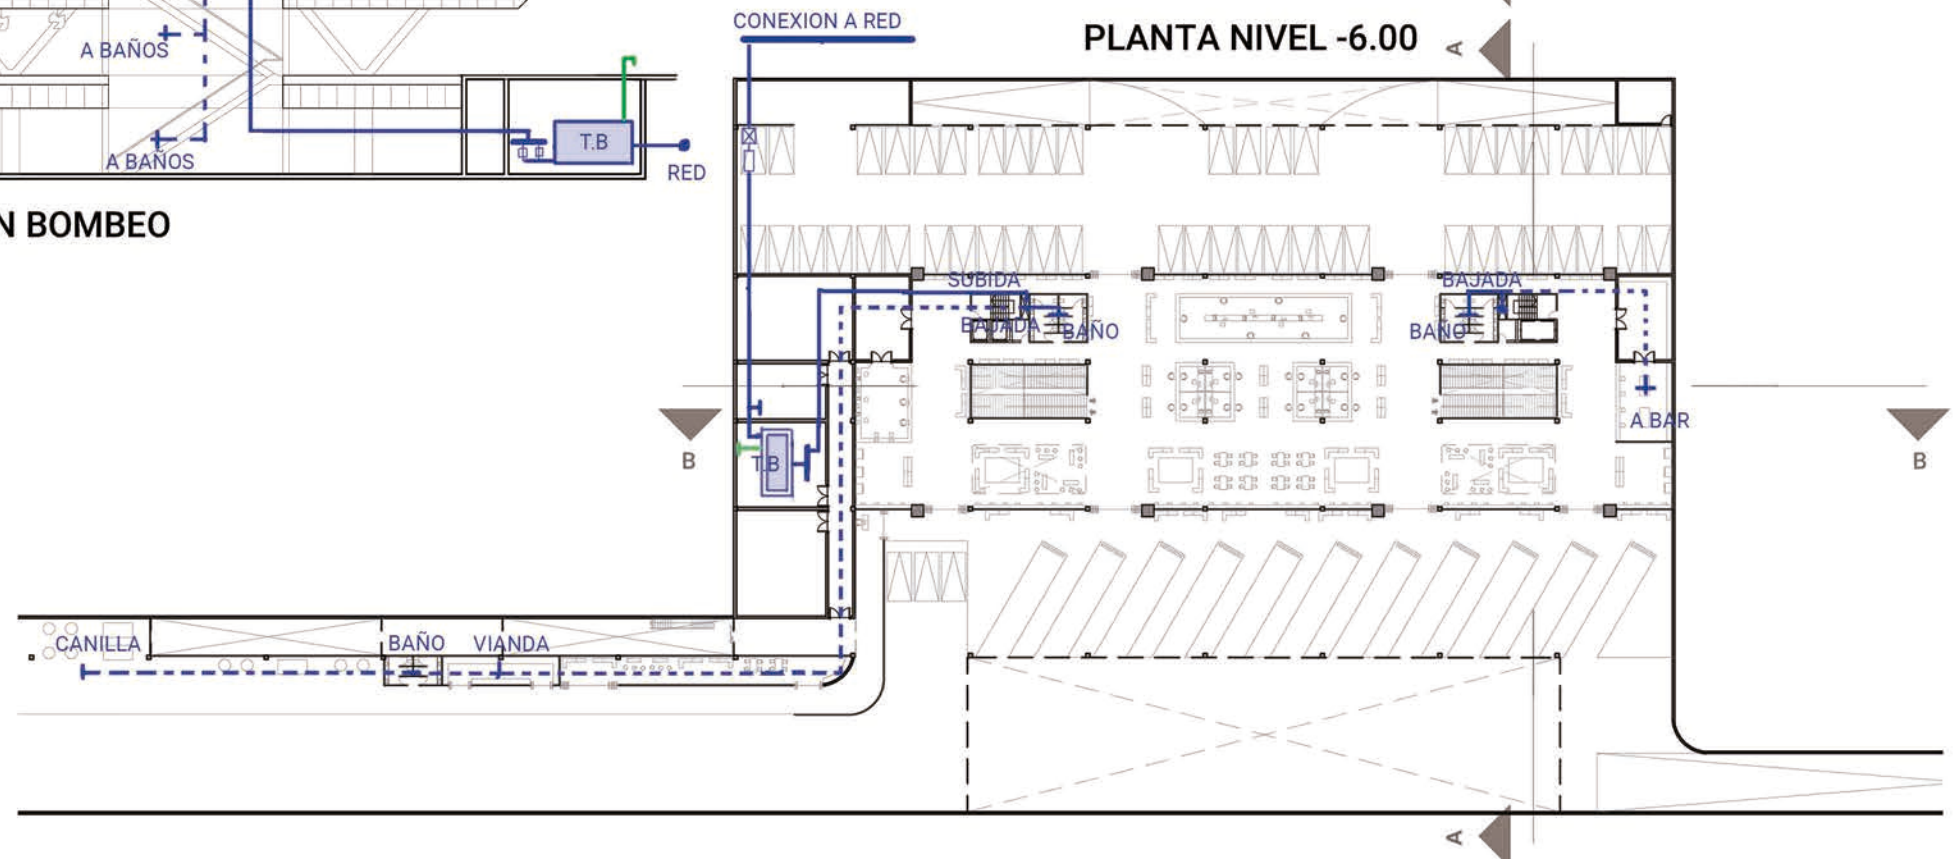 CONEXION A RED
PLANTA NIVEL -6.00
A
A BAÑOS
T.B
A BAÑOS
RED
N BOMBEO
SUBIDA
BAJADA
BAJADA
BAÑO
BAÑO
A BAR
B
T.B
B
CANILLA
BAÑO
VIANDA
A